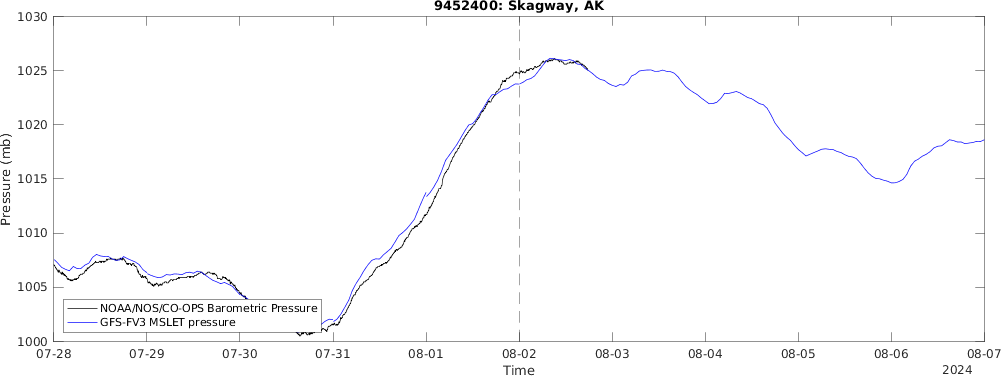 9452400: Skagway, AK
Pressure (mb)
1030
1025
1020
1015
1010
1005
1000
NOAA/NOS/CO-OPS Barometric Pressure
GFS-FV3 MSLET pressure
07-28 07-29 07-30 07-31 08-01 08-02 08-03 08-04 08-05 08-06 08-07
Time
2024